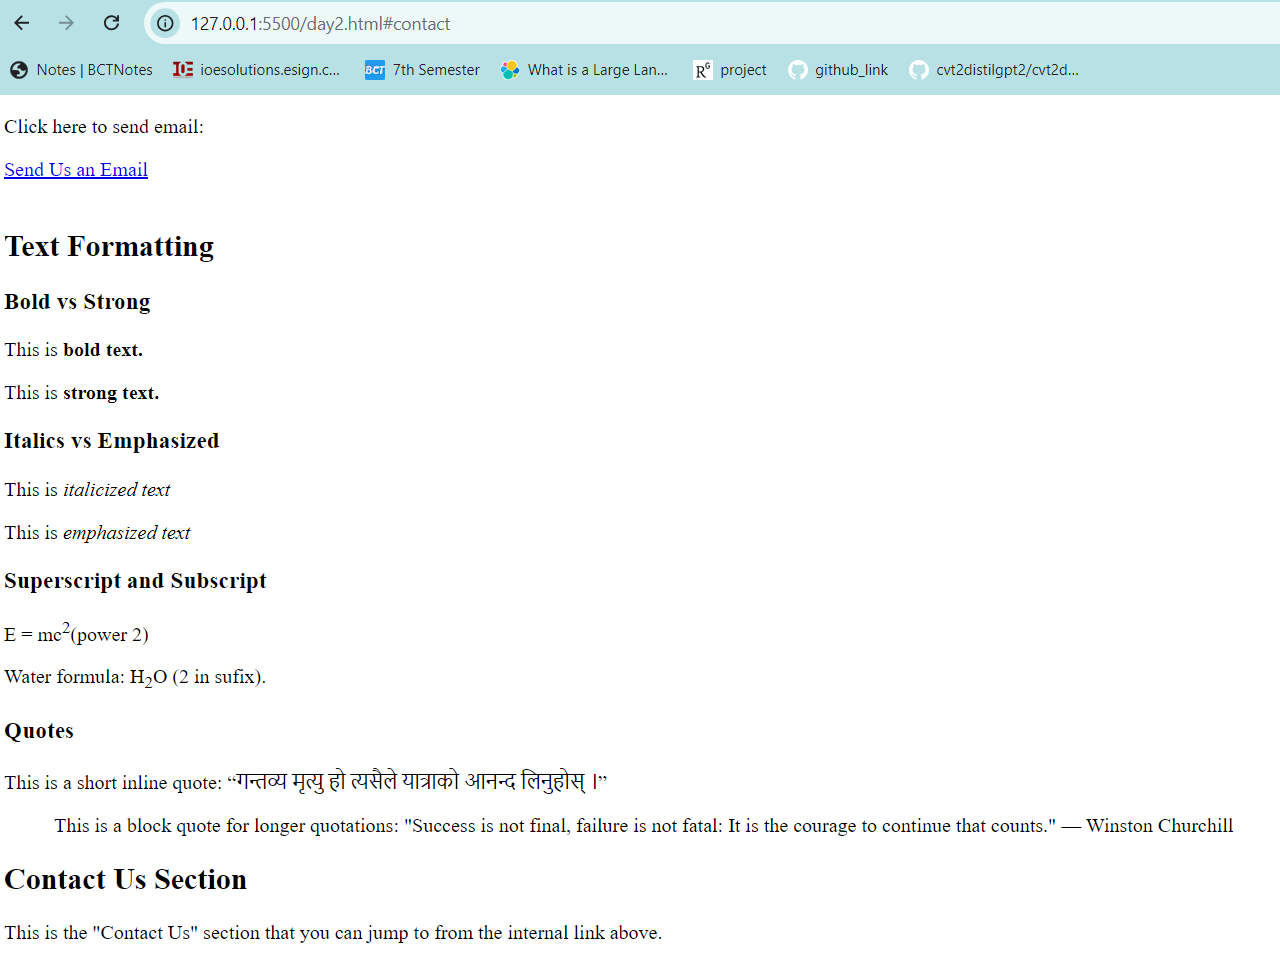 127.0.0.1:5500/day2.html#contact
Notes | BCTNotes ioesolutions.esign.c... 7th Semester What is a Large Lan... project github_link cvt2distilgpt2/cvt2d...
Click here to send email:
Send Us an Email
Text Formatting
Bold vs Strong
This is bold text.
This is strong text.
Italics vs Emphasized
This is italicized text
This is emphasized text
Superscript and Subscript
E = mc²(power 2)
Water formula: H₂O (2 in sufix).
Quotes
This is a short inline quote: “गन्तव्य मृत्यु हो त्यसैले यात्राको आनन्द लिनुहोस् ।”
This is a block quote for longer quotations: "Success is not final, failure is not fatal: It is the courage to continue that counts." — Winston Churchill
Contact Us Section
This is the "Contact Us" section that you can jump to from the internal link above.